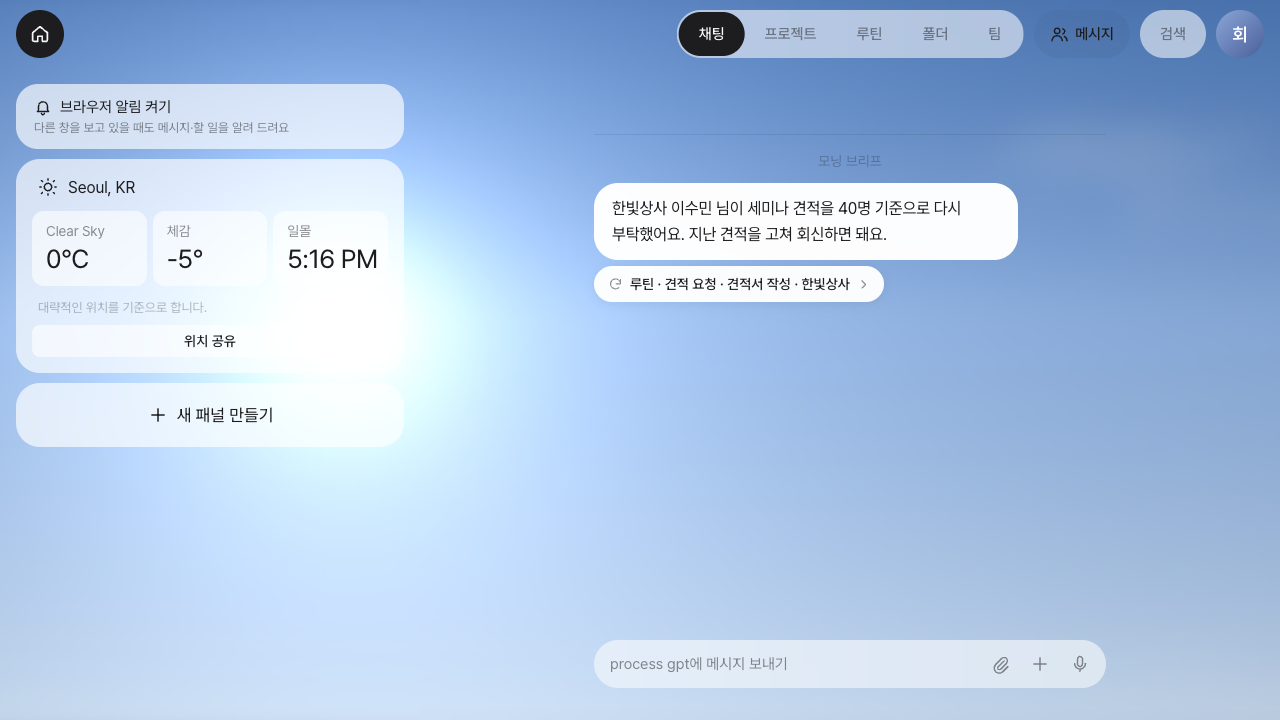 채팅
프로젝트
루틴
폴더
팀
메시지
검색
회
브라우저 알림 켜기
다른 창을 보고 있을 때도 메시지·할 일을 알려 드려요
Seoul, KR
Clear Sky
0°C
체감
-5°
일몰
5:16 PM
대략적인 위치를 기준으로 합니다.
위치 공유
새 패널 만들기
모닝 브리프
한빛상사 이수민 님이 세미나 견적을 40명 기준으로 다시
부탁했어요. 지난 견적을 고쳐 회신하면 돼요.
루틴 · 견적 요청 · 견적서 작성 · 한빛상사
process gpt에 메시지 보내기